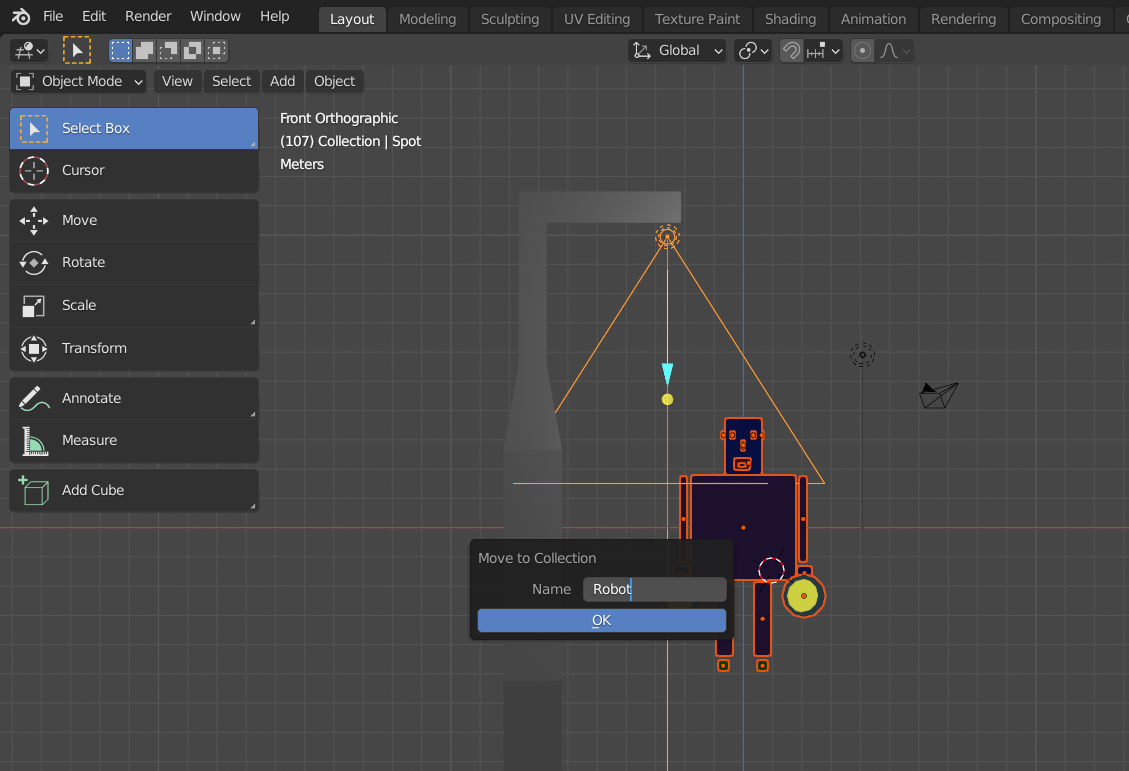 File Edit Render Window Help Layout Modeling Sculpting UV Editing Texture Paint Shading Animation Rendering Compositing
Global
Object Mode View Select Add Object
Select Box
Cursor
Move
Rotate
Scale
Transform
Annotate
Measure
Add Cube
Front Orthographic
(107) Collection | Spot
Meters
Move to Collection
Name Robot
OK